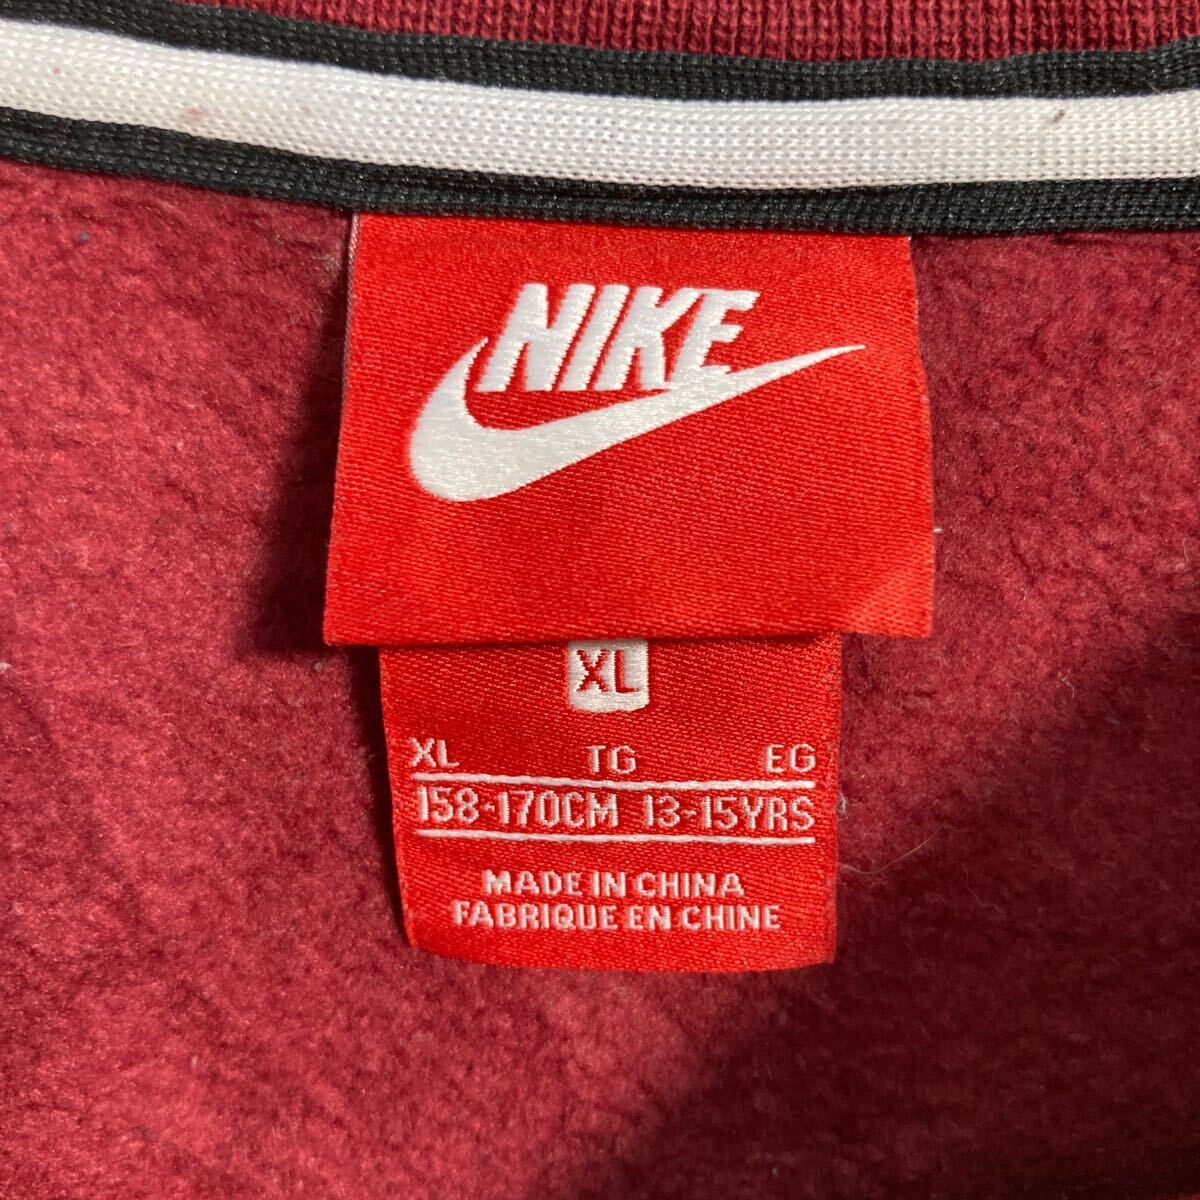 NIKE
XL
XL TG EG
158-170CM 13-15YRS
MADE IN CHINA
FABRIQUE EN CHINE